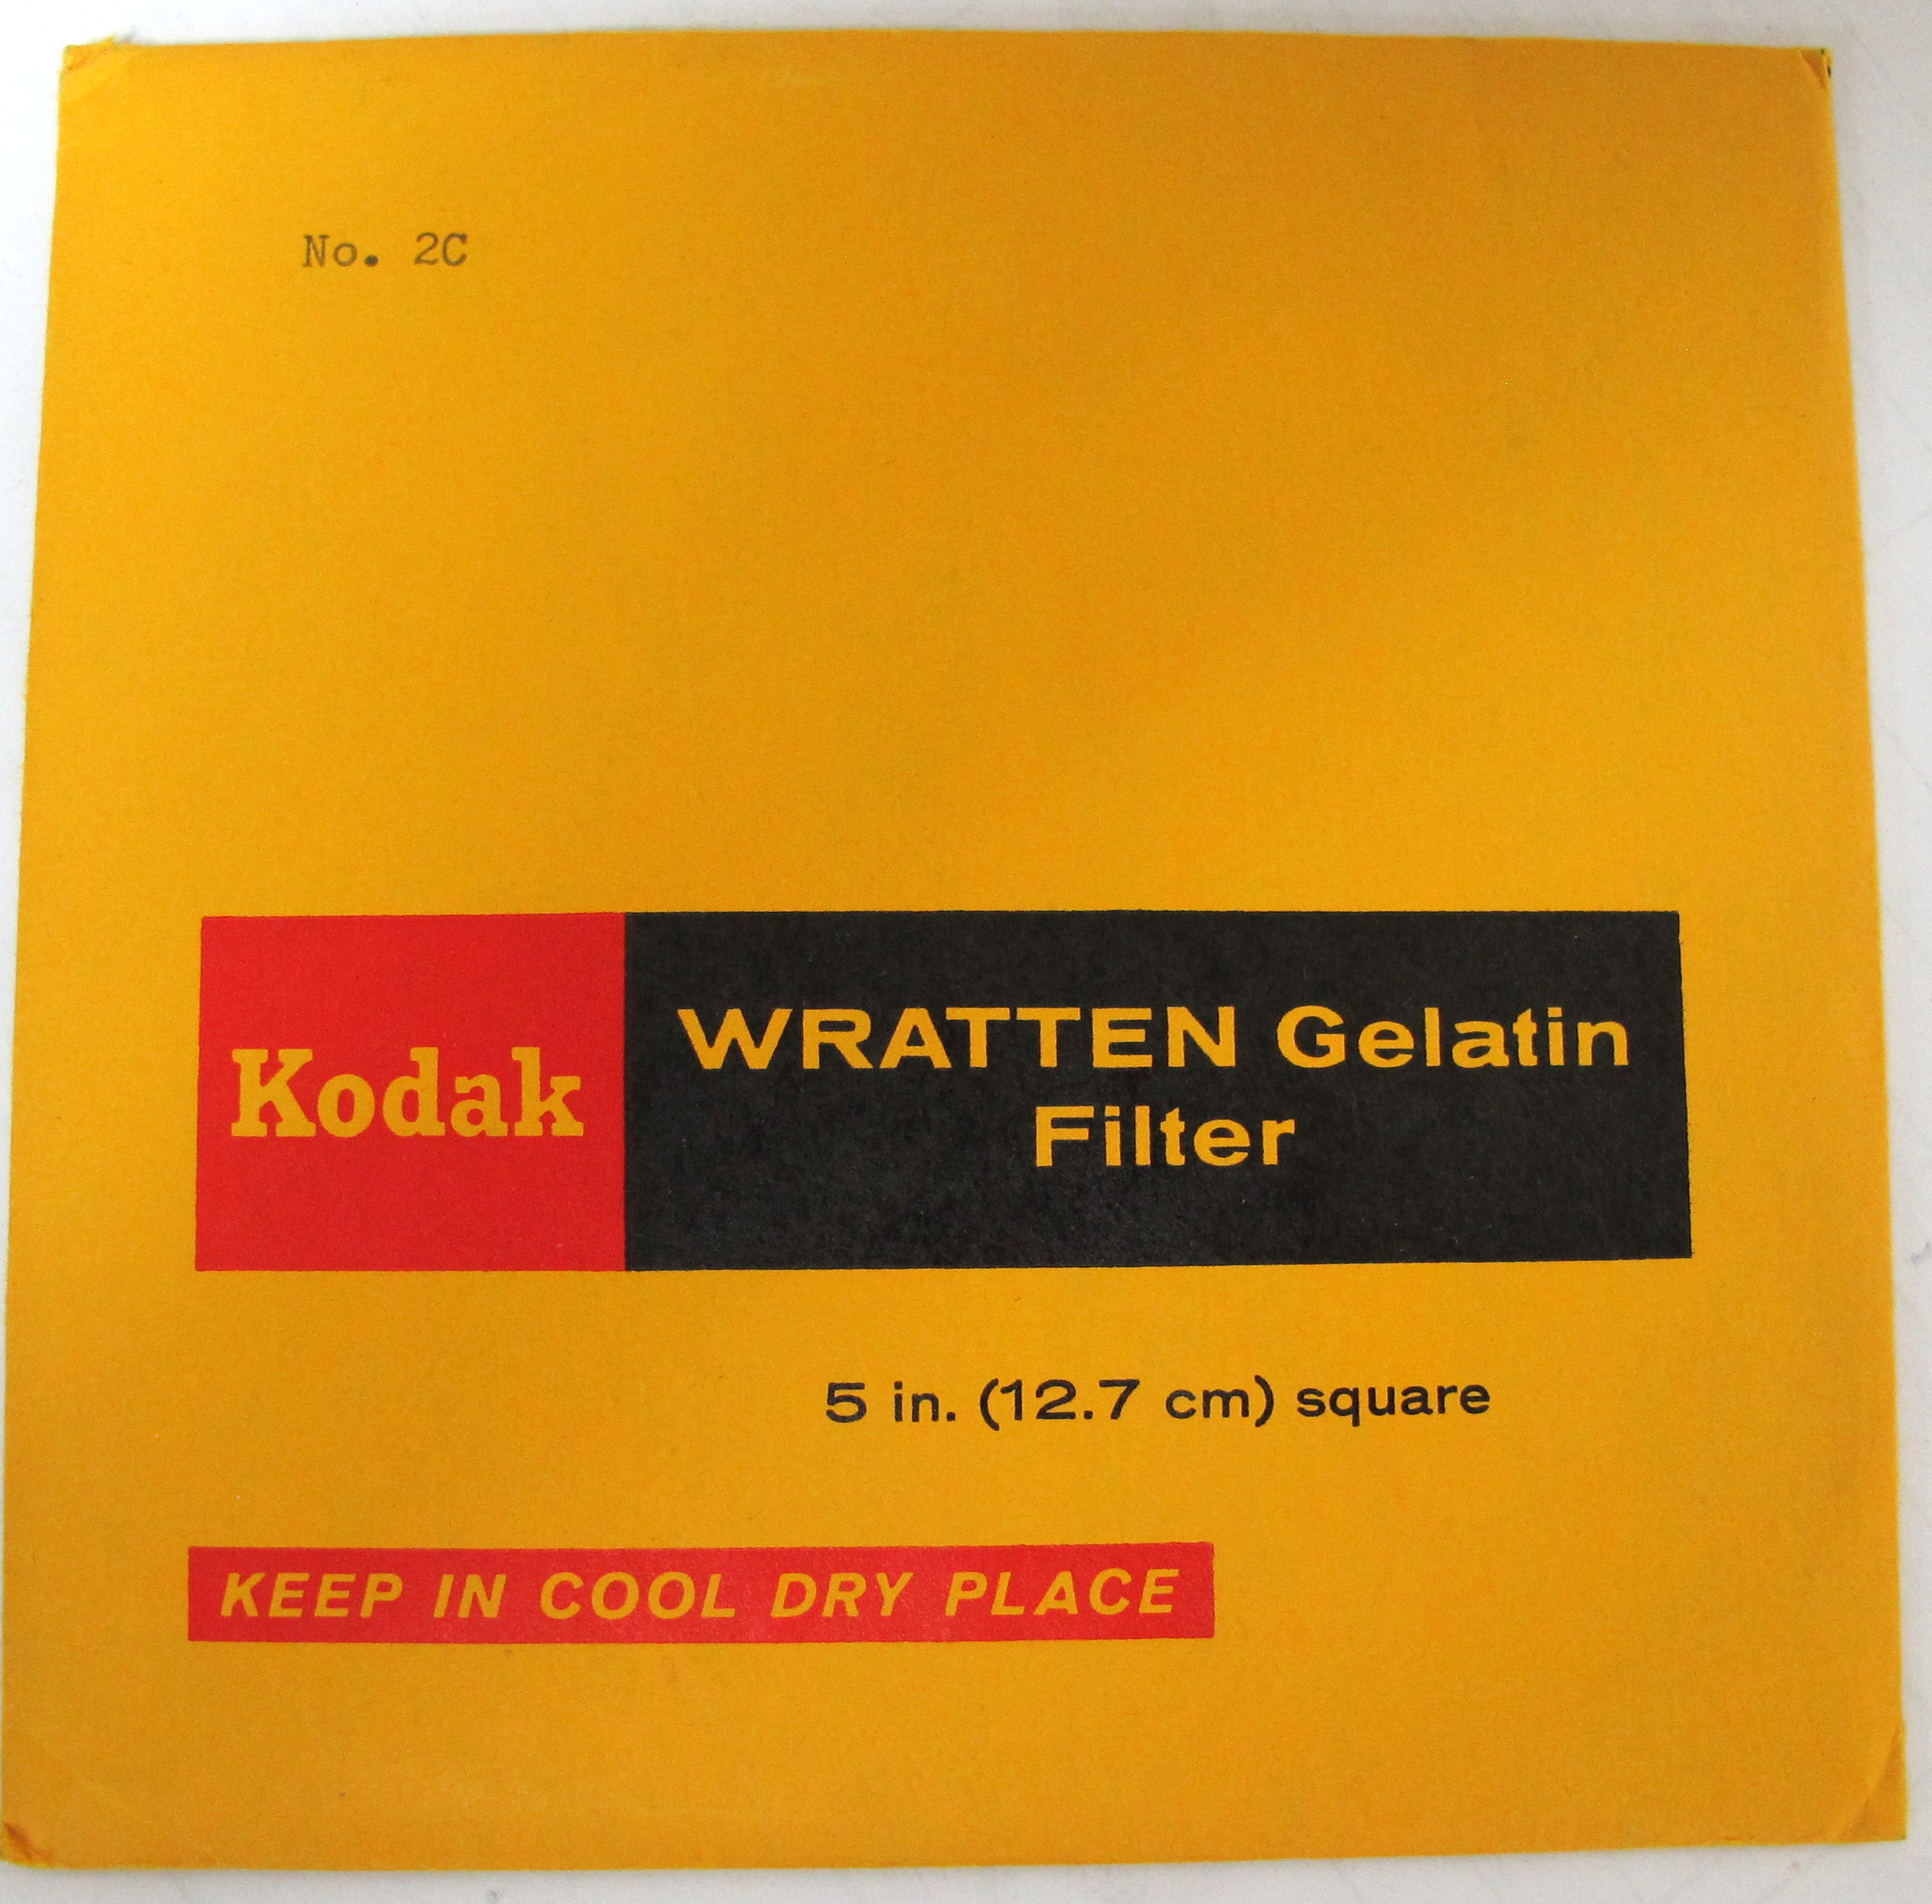 No. 2C
Kodak
WRATTEN Gelatin
Filter
5 in. (12.7 cm) square
KEEP IN COOL DRY PLACE